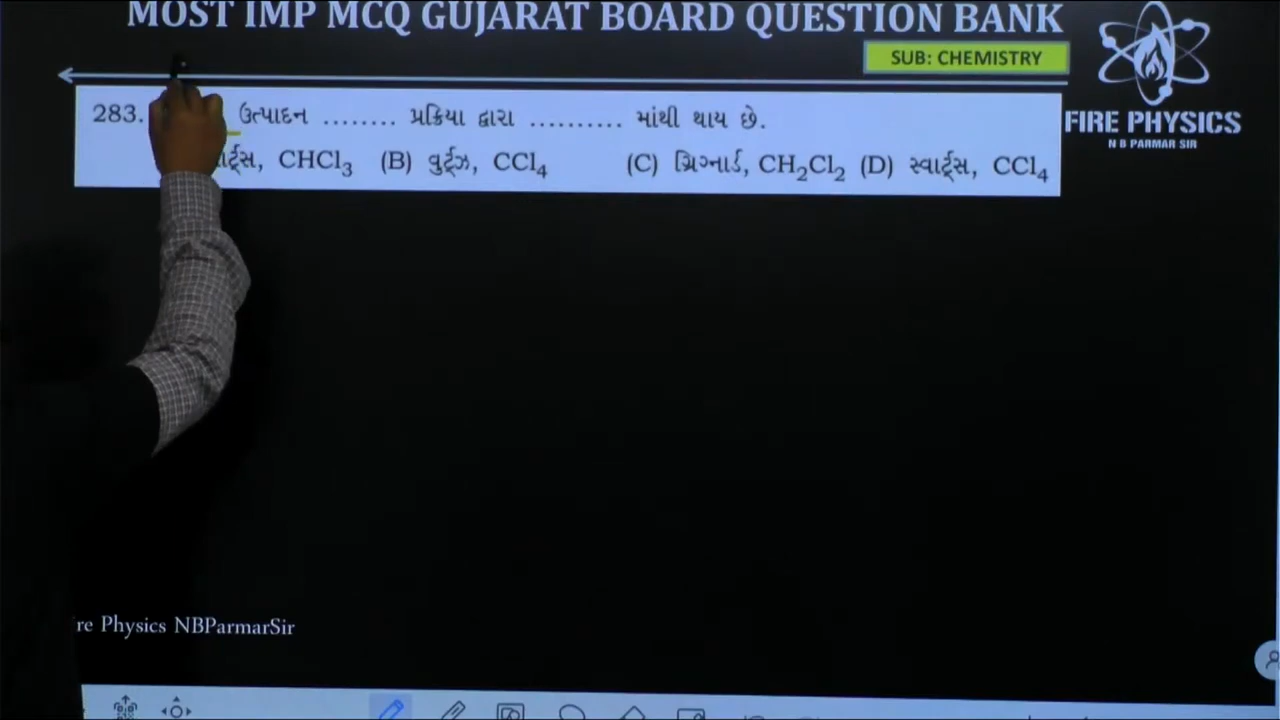 MOST IMP MCQ GUJARAT BOARD QUESTION BANK
SUB: CHEMISTRY
283. ઉત્પાદન ........ પ્રક્રિયા દ્વારા .......... માંથી થાય છે.
CHCl₃ (B) વુર્ટ્ઝ, CCl₄ (C) ગ્રિગ્નાર્ડ, CH₂Cl₂ (D) સ્વાર્ટ્સ, CCl₄
FIRE PHYSICS
N B PARMAR SIR
Physics NBParmarSir